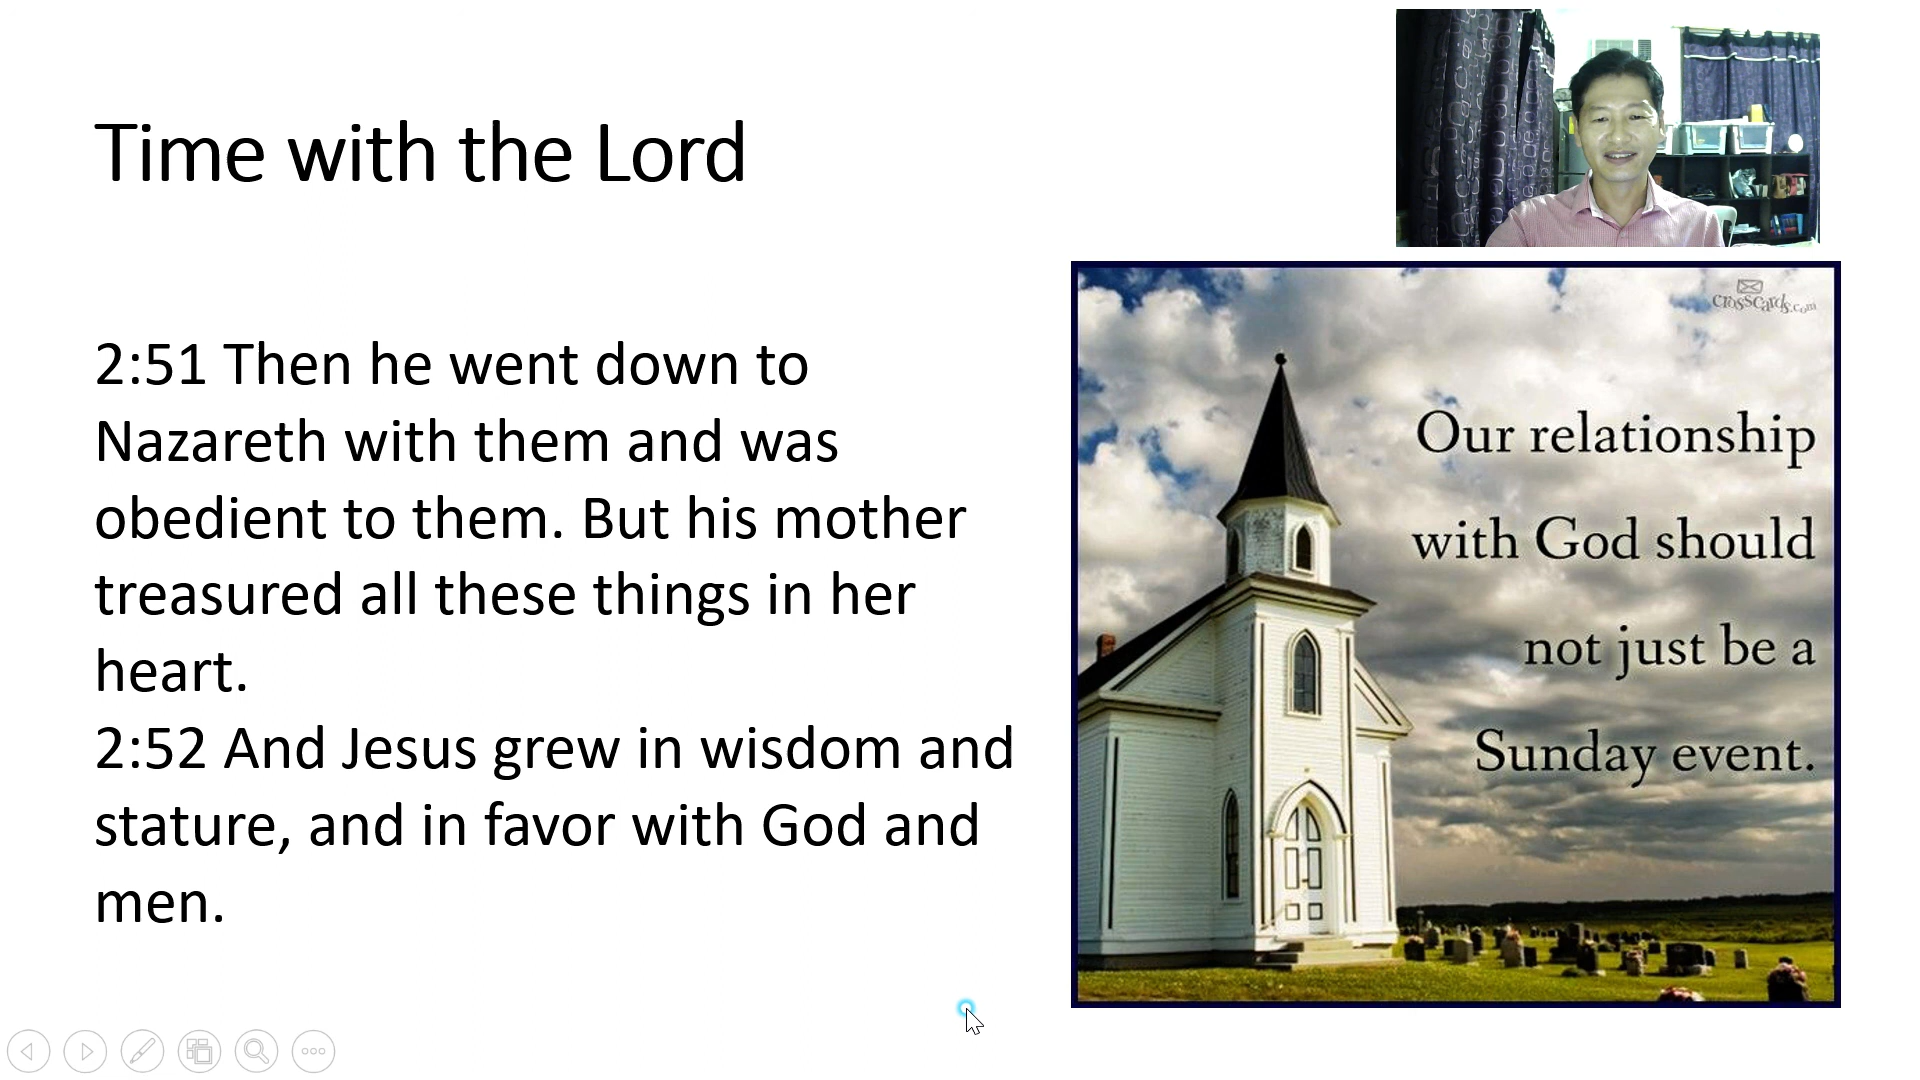 Time with the Lord
2:51 Then he went down to
Nazareth with them and was
obedient to them. But his mother
treasured all these things in her
heart.
2:52 And Jesus grew in wisdom and
stature, and in favor with God and
men.
crosscards.com
Our relationship
with God should
not just be a
Sunday event.